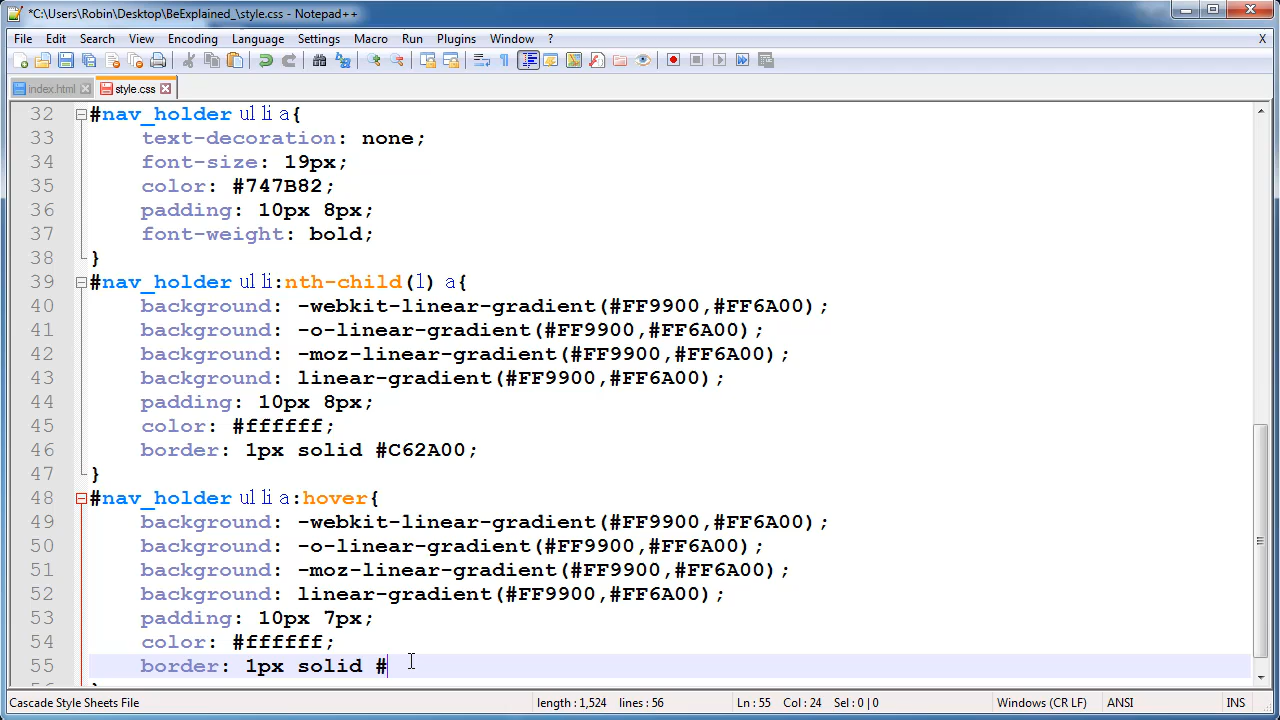 *C:\Users\Robin\Desktop\BeExplained_\style.css - Notepad++
File Edit Search View Encoding Language Settings Macro Run Plugins Window ? X
index.html style.css
32 #nav_holder ul li a{
33 text-decoration: none;
34 font-size: 19px;
35 color: #747B82;
36 padding: 10px 8px;
37 font-weight: bold;
38 }
39 #nav_holder ul li:nth-child(1) a{
40 background: -webkit-linear-gradient(#FF9900,#FF6A00);
41 background: -o-linear-gradient(#FF9900,#FF6A00);
42 background: -moz-linear-gradient(#FF9900,#FF6A00);
43 background: linear-gradient(#FF9900,#FF6A00);
44 padding: 10px 8px;
45 color: #ffffff;
46 border: 1px solid #C62A00;
47 }
48 #nav_holder ul li a:hover{
49 background: -webkit-linear-gradient(#FF9900,#FF6A00);
50 background: -o-linear-gradient(#FF9900,#FF6A00);
51 background: -moz-linear-gradient(#FF9900,#FF6A00);
52 background: linear-gradient(#FF9900,#FF6A00);
53 padding: 10px 7px;
54 color: #ffffff;
55 border: 1px solid #
Cascade Style Sheets File length : 1,524 lines : 56 Ln : 55 Col : 24 Sel : 0 | 0 Windows (CR LF) ANSI INS